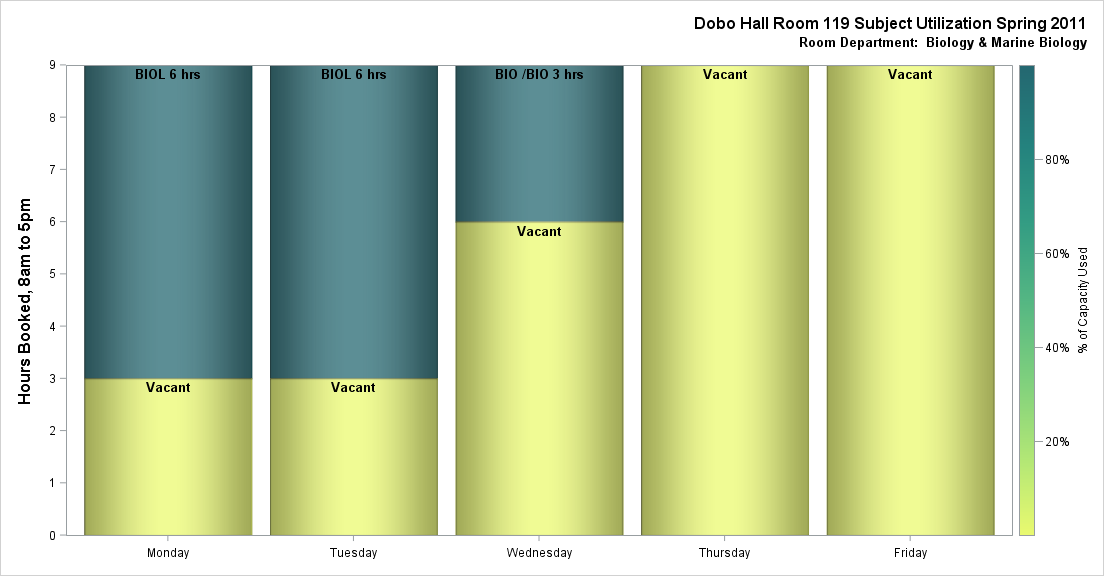 Dobo Hall Room 119 Subject Utilization Spring 2011
Room Department:  Biology & Marine Biology
Hours Booked, 8am to 5pm
9
8
7
6
5
4
3
2
1
0
BIOL 6 hrs
Vacant
BIOL 6 hrs
Vacant
BIO /BIO 3 hrs
Vacant
Vacant
Vacant
Monday
Tuesday
Wednesday
Thursday
Friday
80%
60%
40%
20%
% of Capacity Used